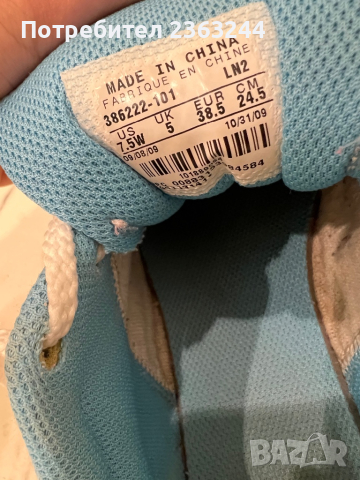 Потребител 2363244
MADE IN CHINA
FABRIQUE EN CHINE
386222-101 LN2
US UK EUR CM
7.5W 5 38.5 24.5
09/08/09 10/31/09
BAZAR